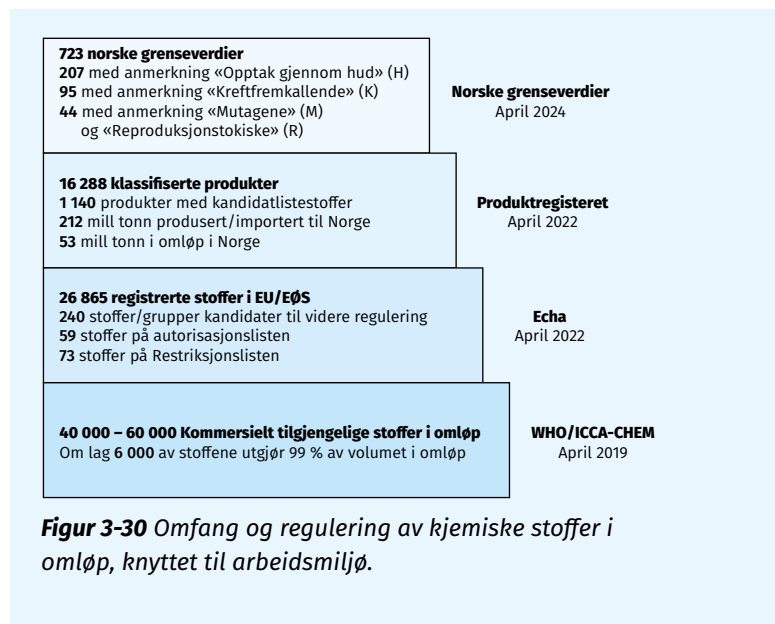 723 norske grenseverdier
207 med anmerkning «Opptak gjennom hud» (H)
95 med anmerkning «Kreftfremkallende» (K)
44 med anmerkning «Mutagene» (M)
og «Reproduksjonstokiske» (R)
Norske grenseverdier
April 2024
16 288 klassifiserte produkter
1 140 produkter med kandidatlistestoffer
212 mill tonn produsert/importert til Norge
53 mill tonn i omløp i Norge
Produktregisteret
April 2022
26 865 registrerte stoffer i EU/EØS
240 stoffer/grupper kandidater til videre regulering
59 stoffer på autorisasjonslisten
73 stoffer på Restriksjonslisten
Echa
April 2022
40 000 – 60 000 Kommersielt tilgjengelige stoffer i omløp
Om lag 6 000 av stoffene utgjør 99 % av volumet i omløp
WHO/ICCA-CHEM
April 2019
Figur 3-30 Omfang og regulering av kjemiske stoffer i
omløp, knyttet til arbeidsmiljø.